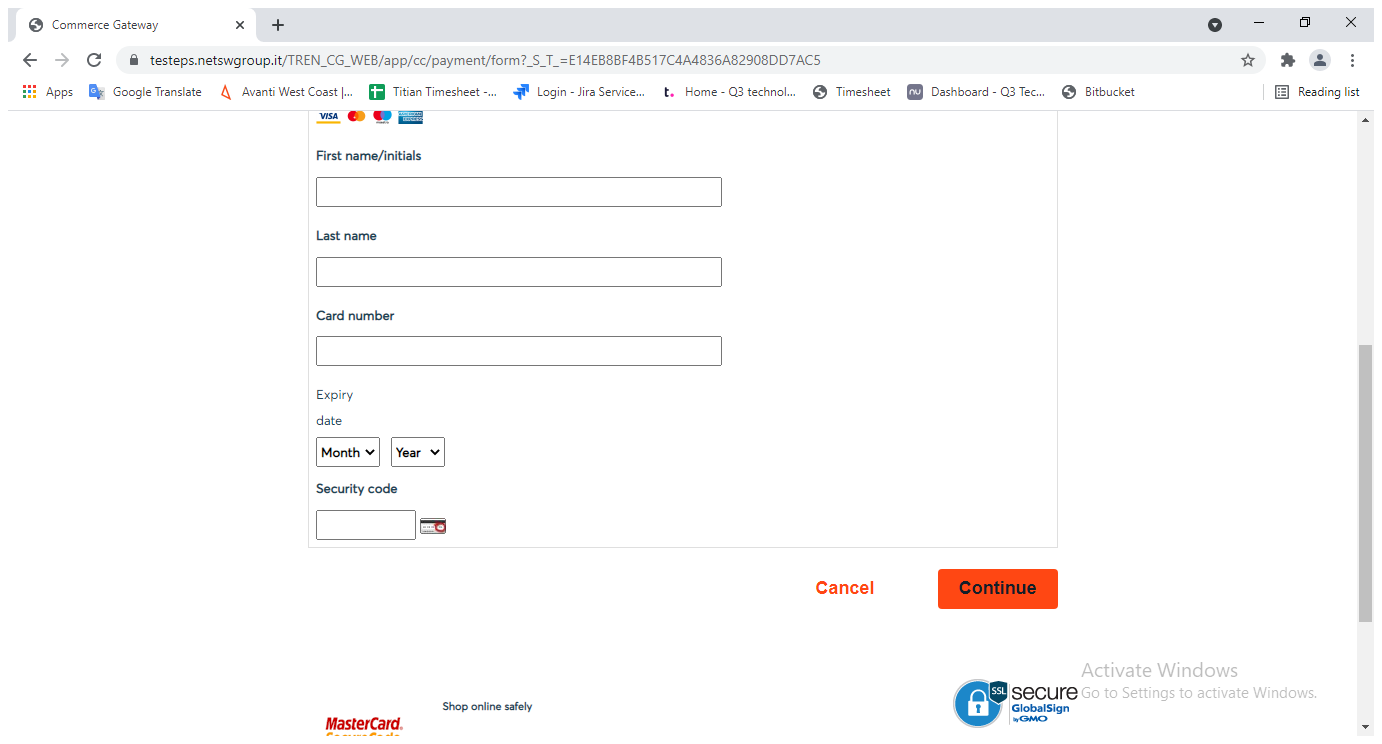 Commerce Gateway
testeps.netswgroup.it/TREN_CG_WEB/app/cc/payment/form?_S_T_=E14EB8BF4B517C4A4836A82908DD7AC5
Apps Google Translate Avanti West Coast |... Titian Timesheet -... Login - Jira Service... t. Home - Q3 technol... Timesheet nu Dashboard - Q3 Tec... Bitbucket Reading list
VISA
First name/initials
Last name
Card number
Expiry
date
Month Year
Security code
Cancel Continue
Activate Windows
Go to Settings to activate Windows.
SSL secure
GlobalSign
by GMO
Shop online safely
MasterCard.
SecureCode